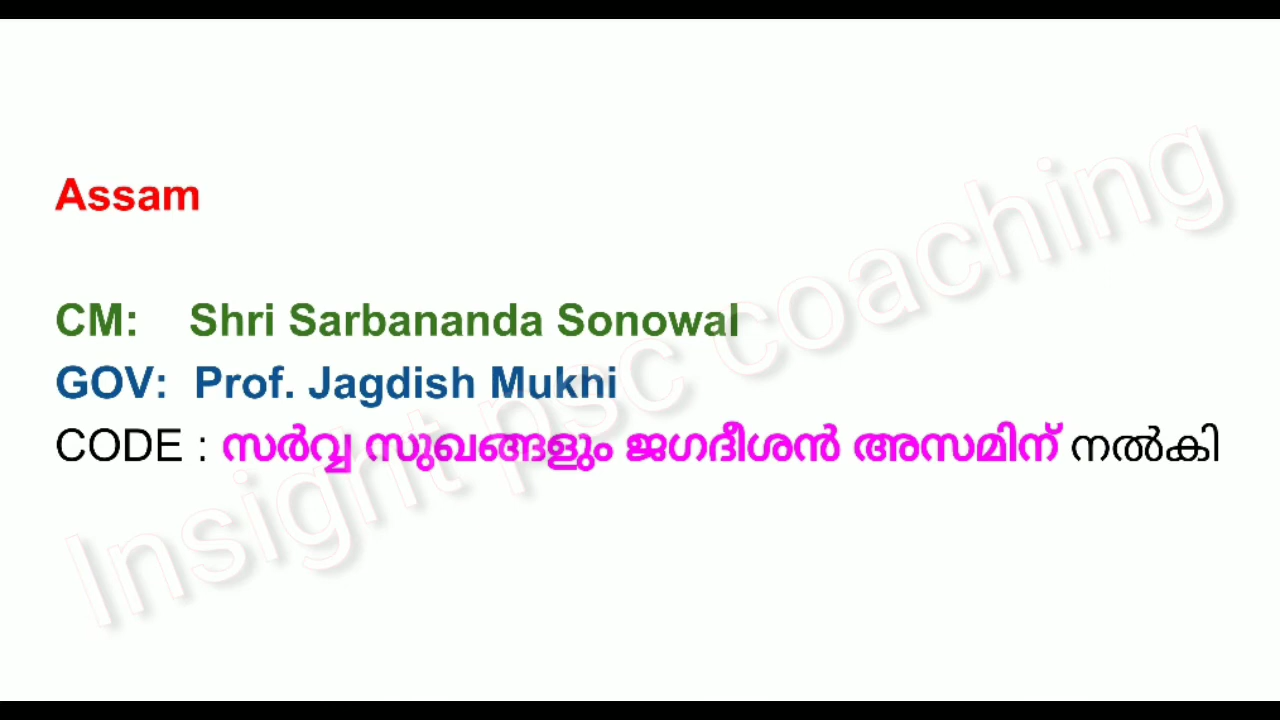 Assam
CM: Shri Sarbananda Sonowal
GOV: Prof. Jagdish Mukhi
CODE : സർവ്വ സുഖങ്ങളും ജഗദീശൻ അസമിന് നൽകി
Insight psc coaching